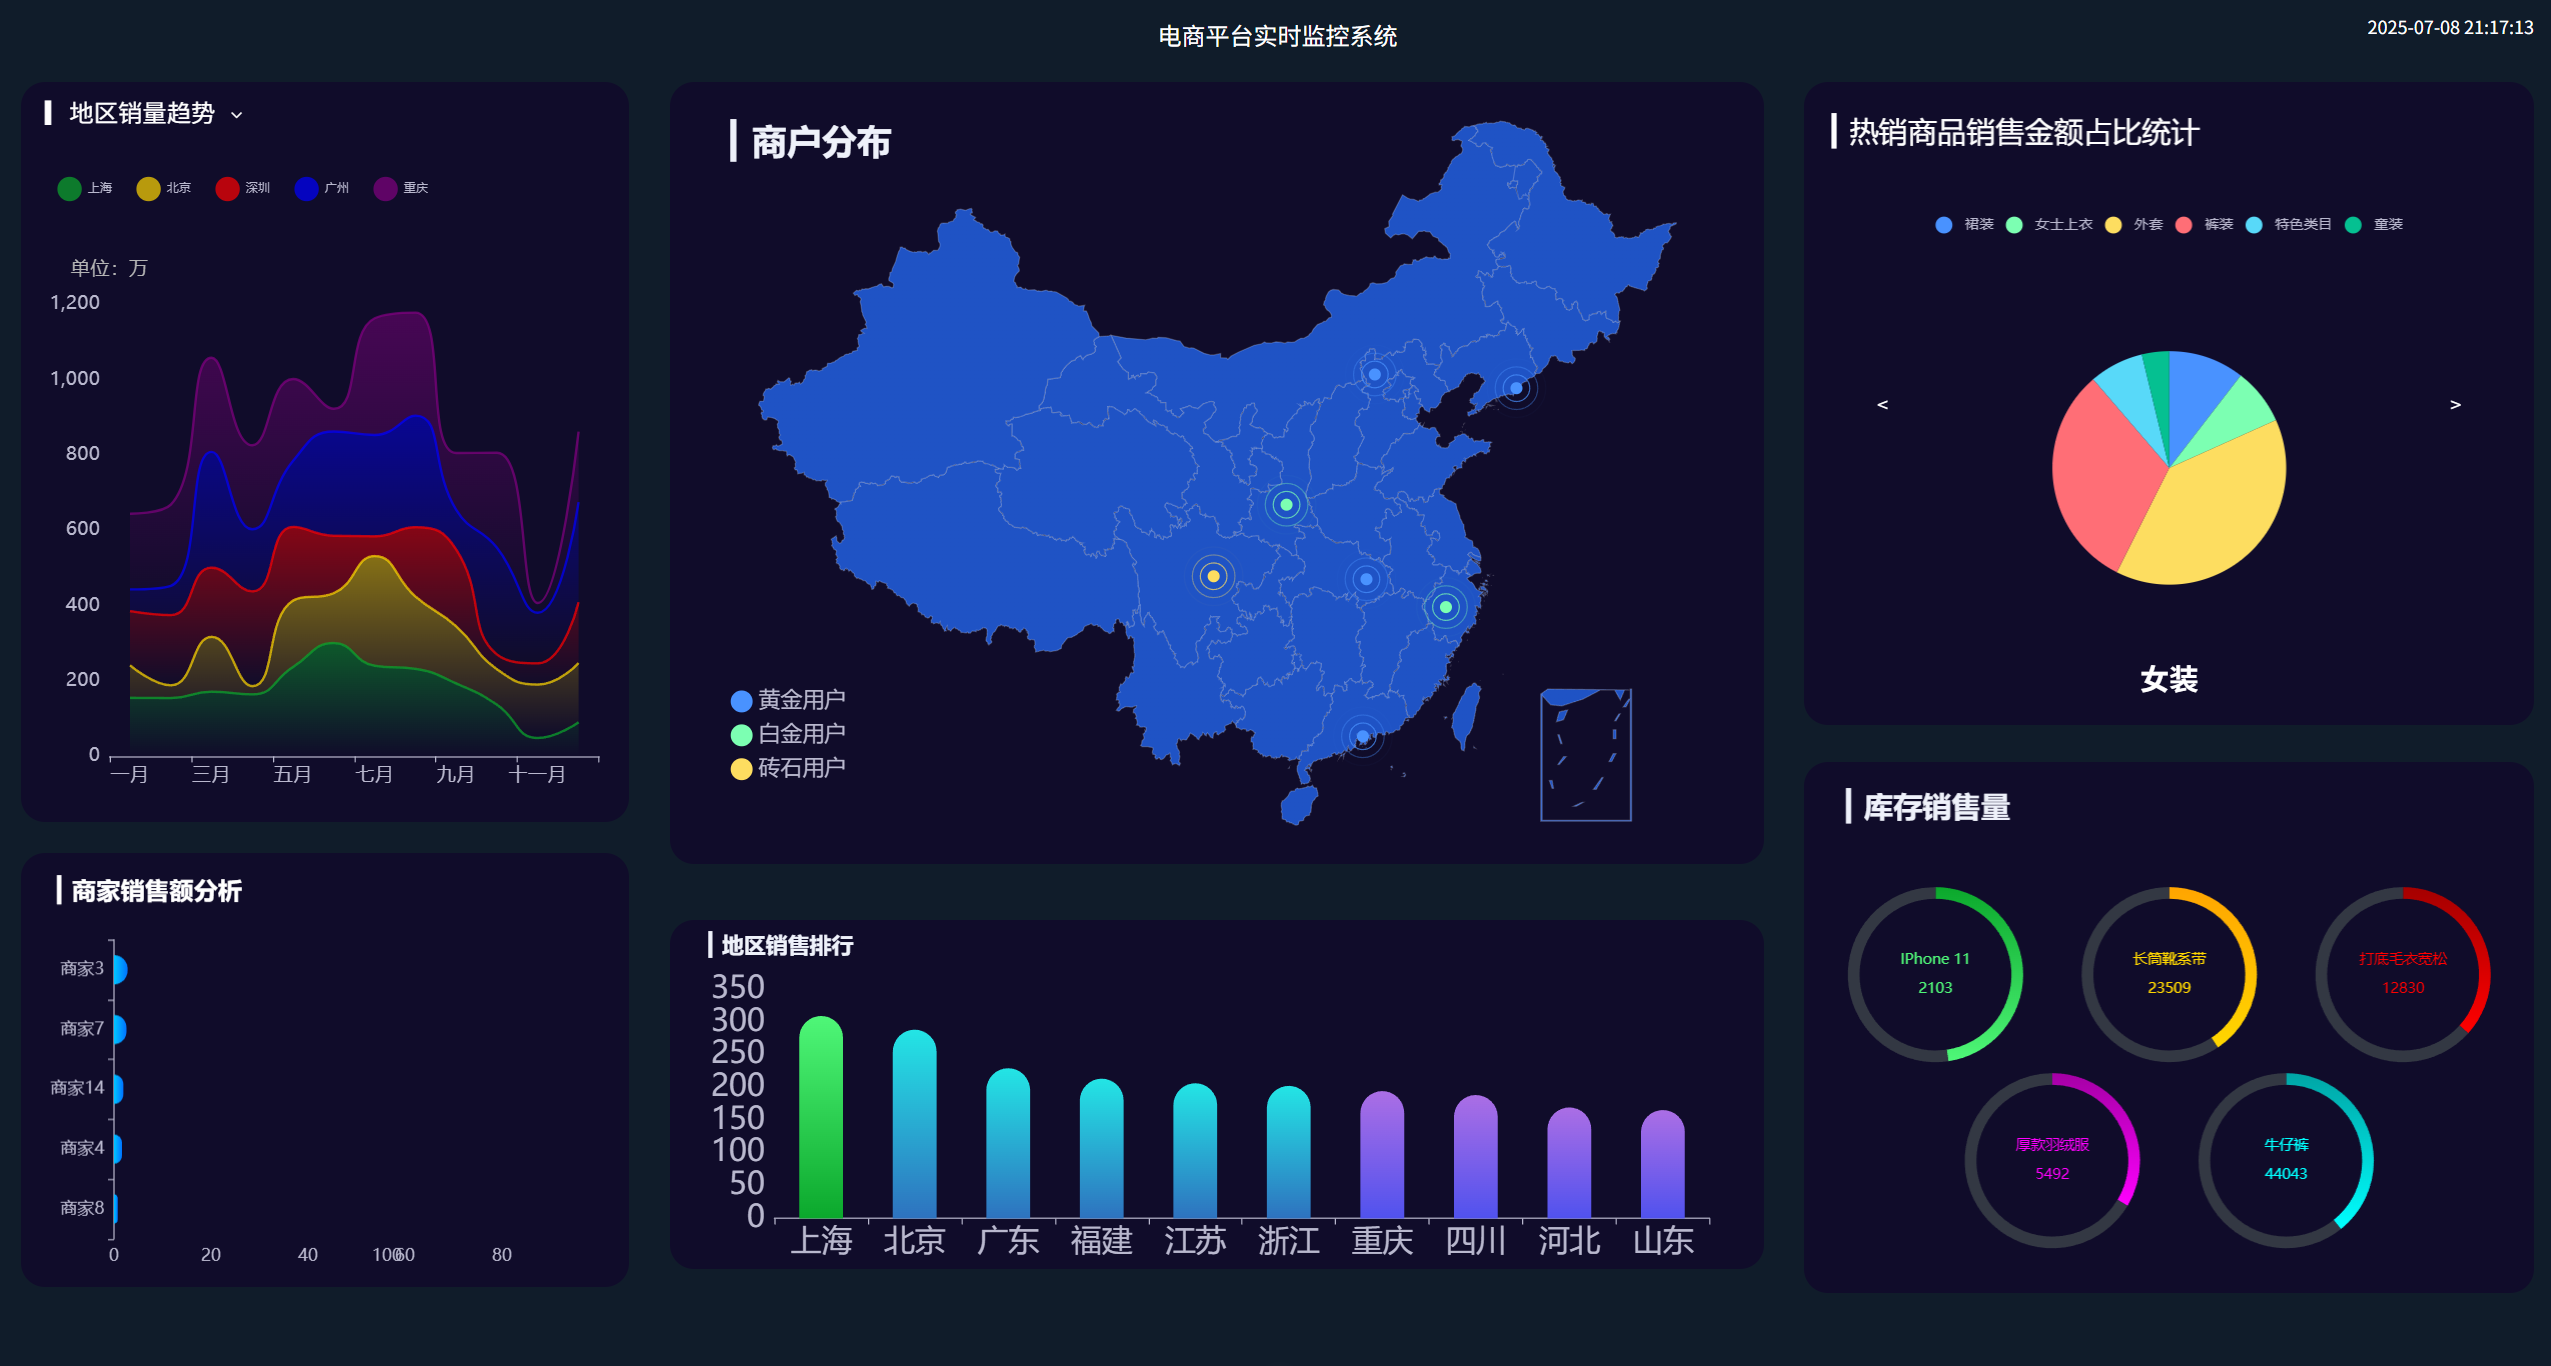 电商平台实时监控系统
2025-07-08 21:17:13
地区销量趋势
上海 北京 深圳 广州 重庆
单位：万
1,200
1,000
800
600
400
200
0
一月 三月 五月 七月 九月 十一月
商家销售额分析
商家3
商家7
商家14
商家4
商家8
0 20 40 100 60 80
商户分布
黄金用户
白金用户
砖石用户
地区销售排行
350
300
250
200
150
100
50
0
上海 北京 广东 福建 江苏 浙江 重庆 四川 河北 山东
热销商品销售金额占比统计
裙装 女士上衣 外套 裤装 特色类目 童装
< >
女装
库存销售量
IPhone 11
2103
长筒靴系带
23509
打底毛衣宽松
12830
厚款羽绒服
5492
牛仔裤
44043